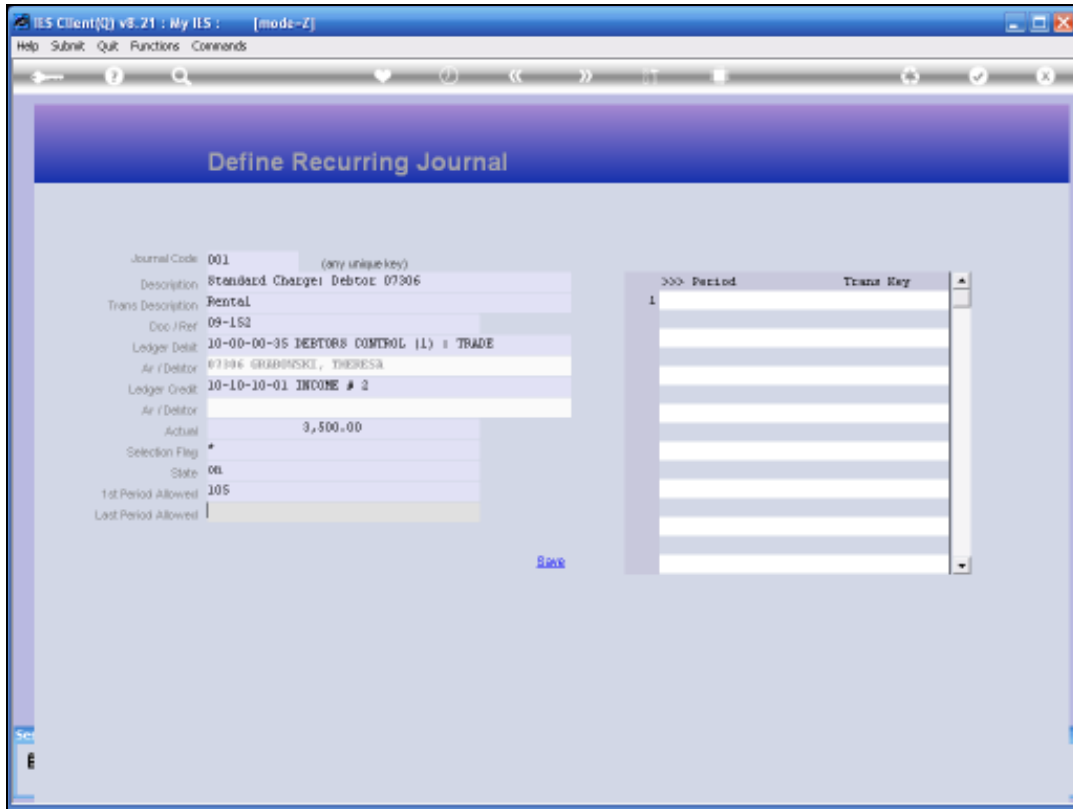 IES Client(Q) v8.21 : My IES : [mode=Z]
Help Submit Quit Functions Commands
Define Recurring Journal
Journal Code 001 (any unique key)
Description Standard Charge: Debtor 07306
Trans Description Rental
Doc / Ref 09-152
Ledger Debit 10-00-00-35 DEBTORS CONTROL (1) : TRADE
Ar / Debtor 07306 GRABOWSKI, THERESA
Ledger Credit 10-10-10-01 INCOME # 2
Ar / Debtor
Actual 3,500.00
Selection Flag *
State on
1st Period Allowed 105
Last Period Allowed
Save
>>> Period Trans Key
1